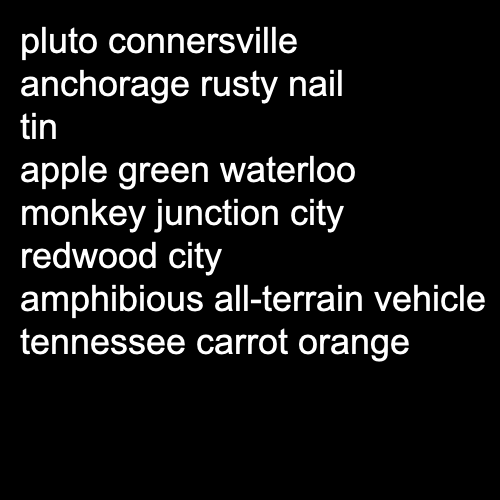 pluto connersville
anchorage rusty nail
tin
apple green waterloo
monkey junction city
redwood city
amphibious all-terrain vehicle
tennessee carrot orange